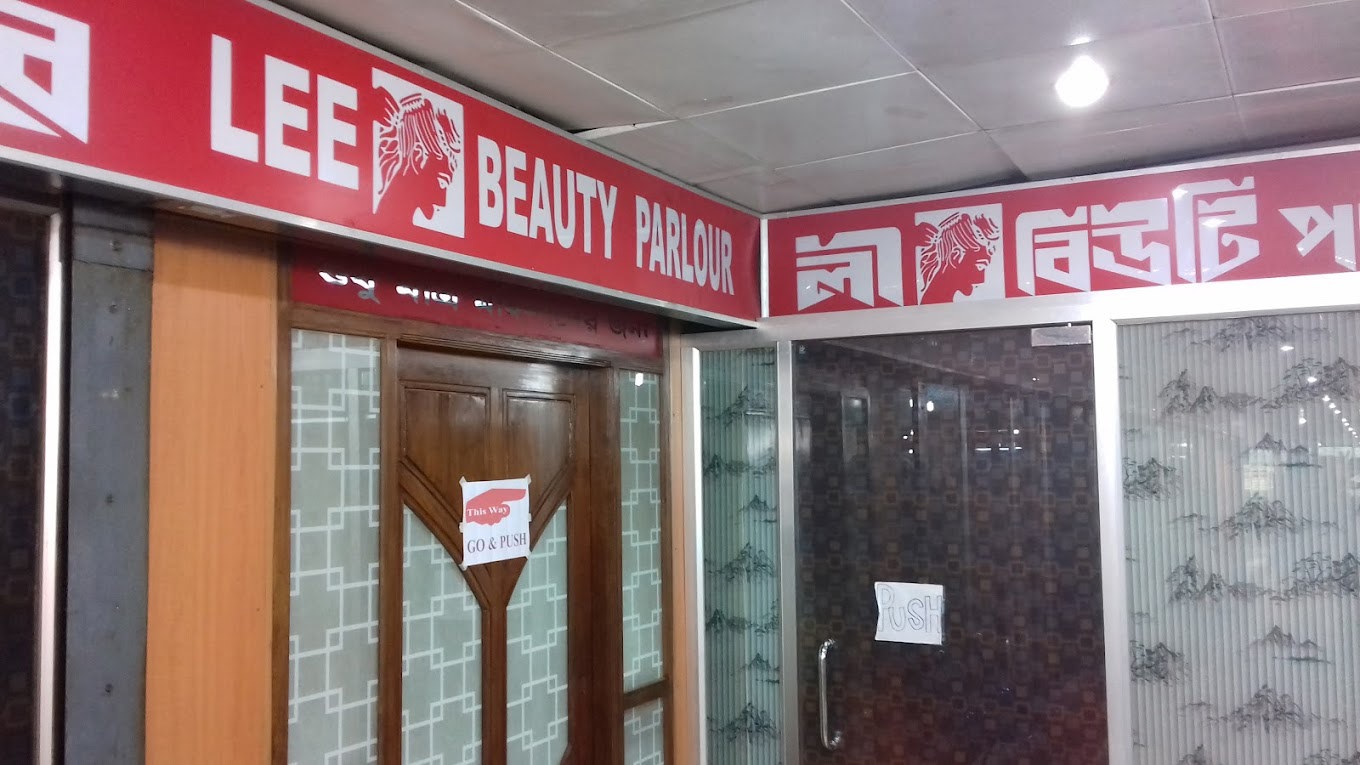 LEE BEAUTY PARLOUR
লী বিউটি
This Way
GO & PUSH
PUSH